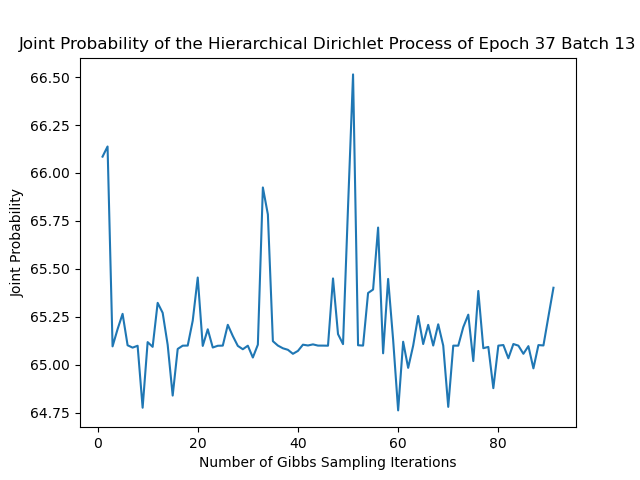 Joint Probability of the Hierarchical Dirichlet Process of Epoch 37 Batch 13
66.50
66.25
66.00
65.75
65.50
65.25
65.00
64.75
Joint Probability
0 20 40 60 80
Number of Gibbs Sampling Iterations